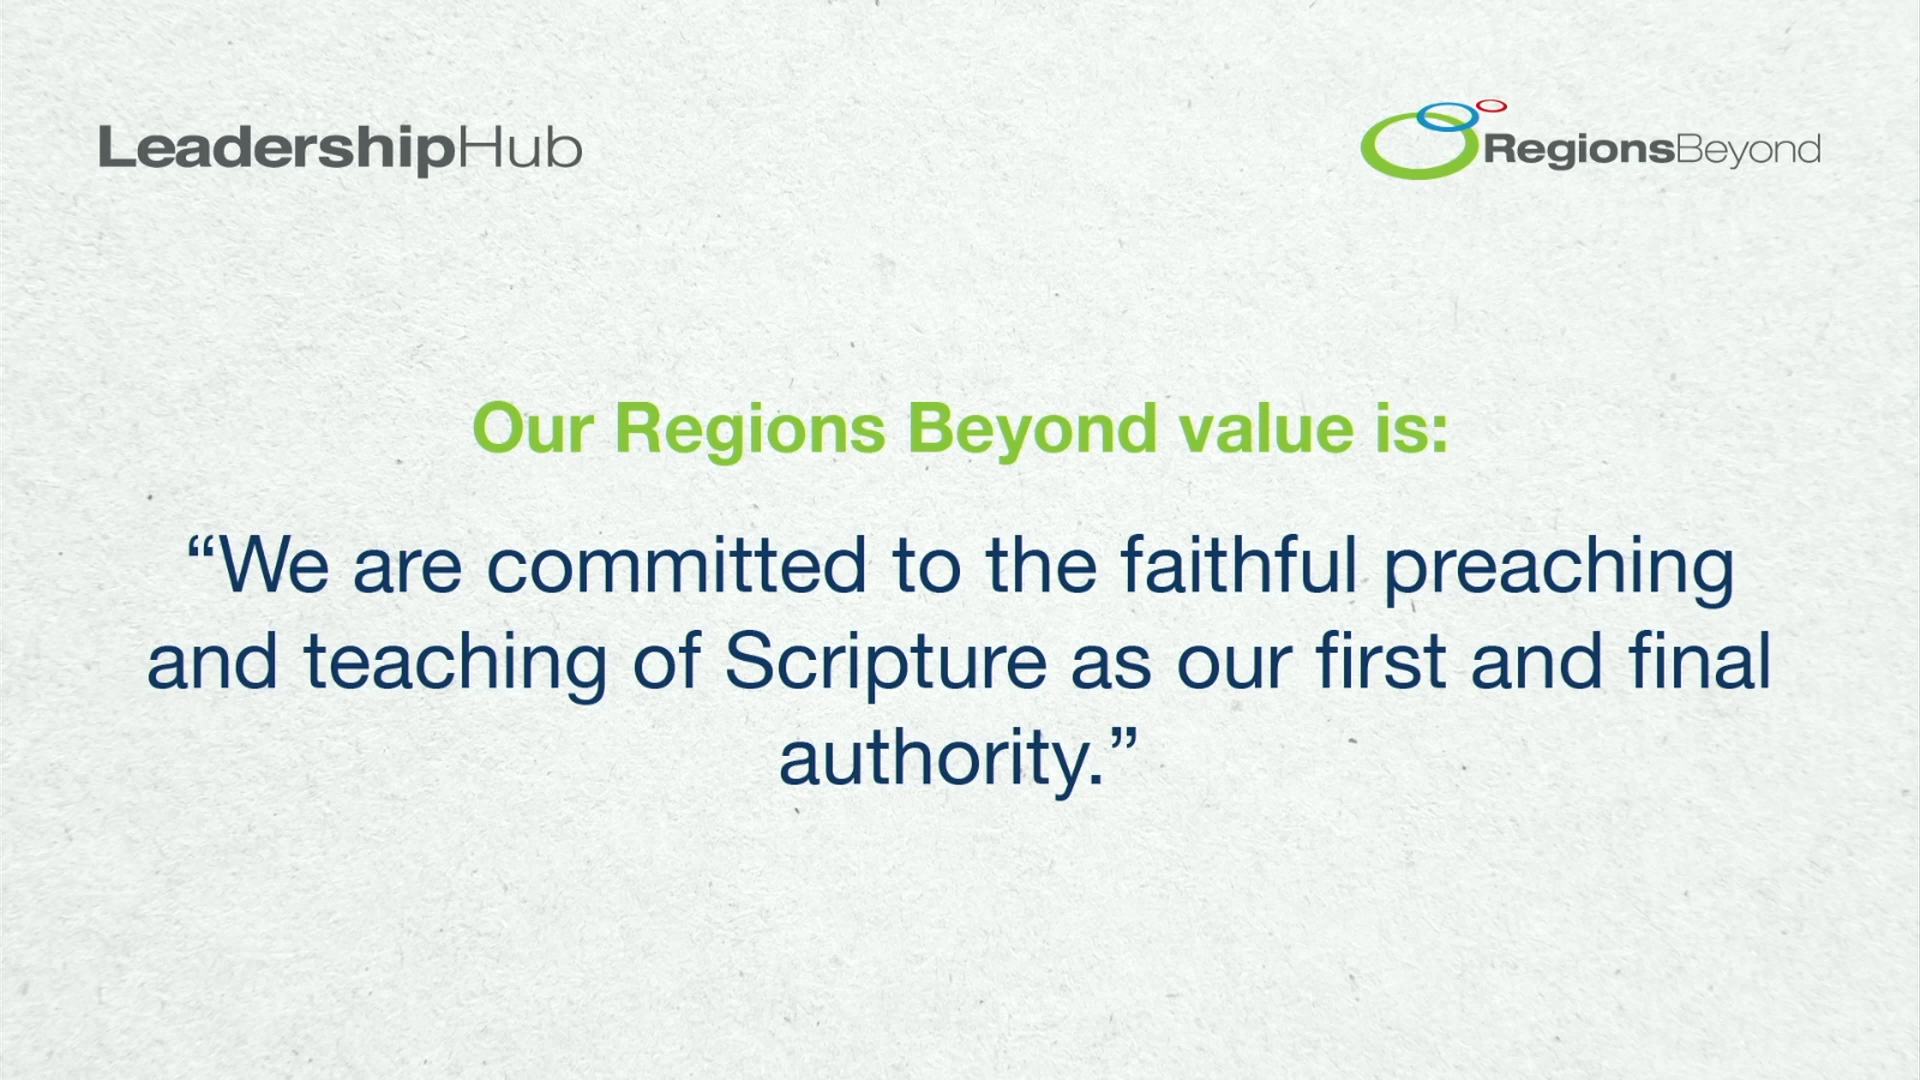 LeadershipHub
RegionsBeyond
Our Regions Beyond value is:
“We are committed to the faithful preaching
and teaching of Scripture as our first and final
authority.”